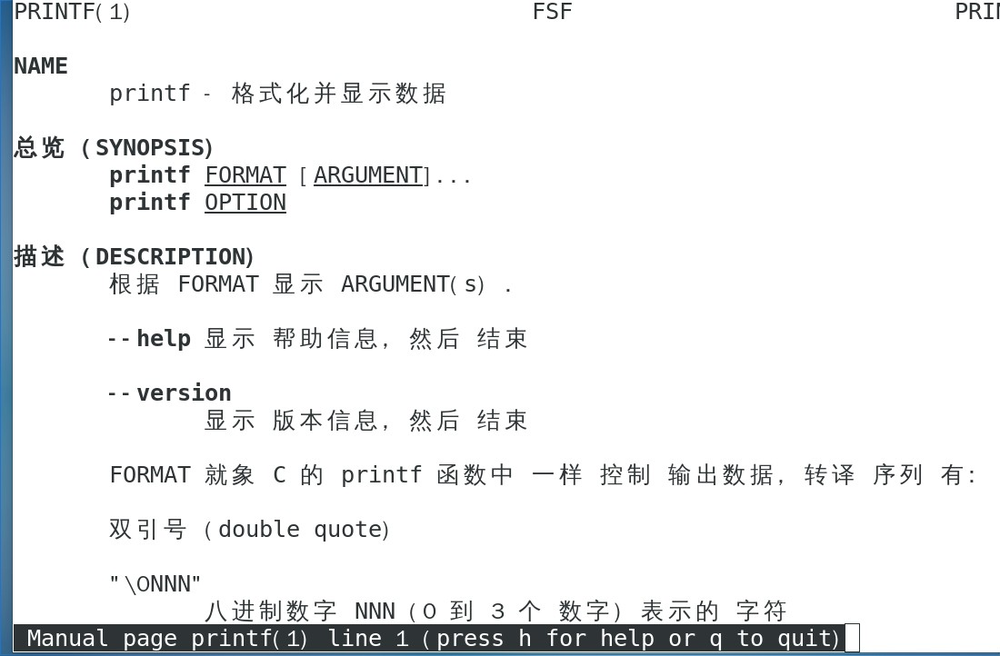 PRINTF(1) FSF PRIN
NAME
printf - 格式化并显示数据
总览 (SYNOPSIS)
printf FORMAT [ARGUMENT]...
printf OPTION
描述 (DESCRIPTION)
根据 FORMAT 显示 ARGUMENT(s) .
--help 显示 帮助信息, 然后 结束
--version
显示 版本信息, 然后 结束
FORMAT 就象 C 的 printf 函数中 一样 控制 输出数据, 转译 序列 有:
双引号 (double quote)
"\ONNN"
八进制数字 NNN (0 到 3 个 数字) 表示的 字符
Manual page printf(1) line 1 (press h for help or q to quit)